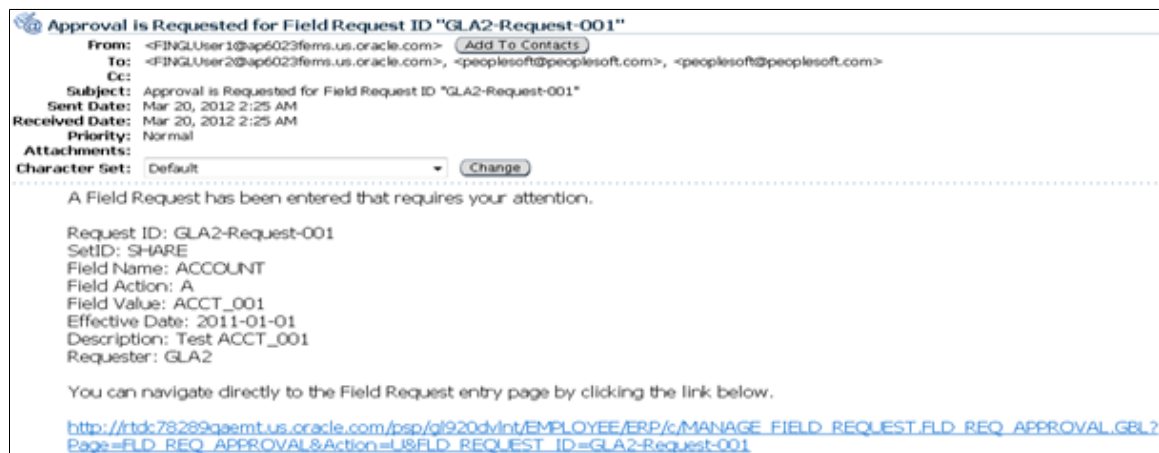 Approval is Requested for Field Request ID "GLA2-Request-001"
From: <FINGLUser1@ap6023fems.us.oracle.com> Add To Contacts
To: <FINGLUser2@ap6023fems.us.oracle.com>, <peoplesoft@peoplesoft.com>, <peoplesoft@peoplesoft.com>
Cc:
Subject: Approval is Requested for Field Request ID "GLA2-Request-001"
Sent Date: Mar 20, 2012 2:25 AM
Received Date: Mar 20, 2012 2:25 AM
Priority: Normal
Attachments:
Character Set: Default Change
A Field Request has been entered that requires your attention.
Request ID: GLA2-Request-001
SetID: SHARE
Field Name: ACCOUNT
Field Action: A
Field Value: ACCT_001
Effective Date: 2011-01-01
Description: Test ACCT_001
Requester: GLA2
You can navigate directly to the Field Request entry page by clicking the link below.
http://rtdc78289qaemt.us.oracle.com/psp/gl920dvlnt/EMPLOYEE/ERP/c/MANAGE_FIELD_REQUEST.FLD_REQ_APPROVAL.GBL?
Page=FLD_REQ_APPROVAL&Action=U&FLD_REQUEST_ID=GLA2-Request-001